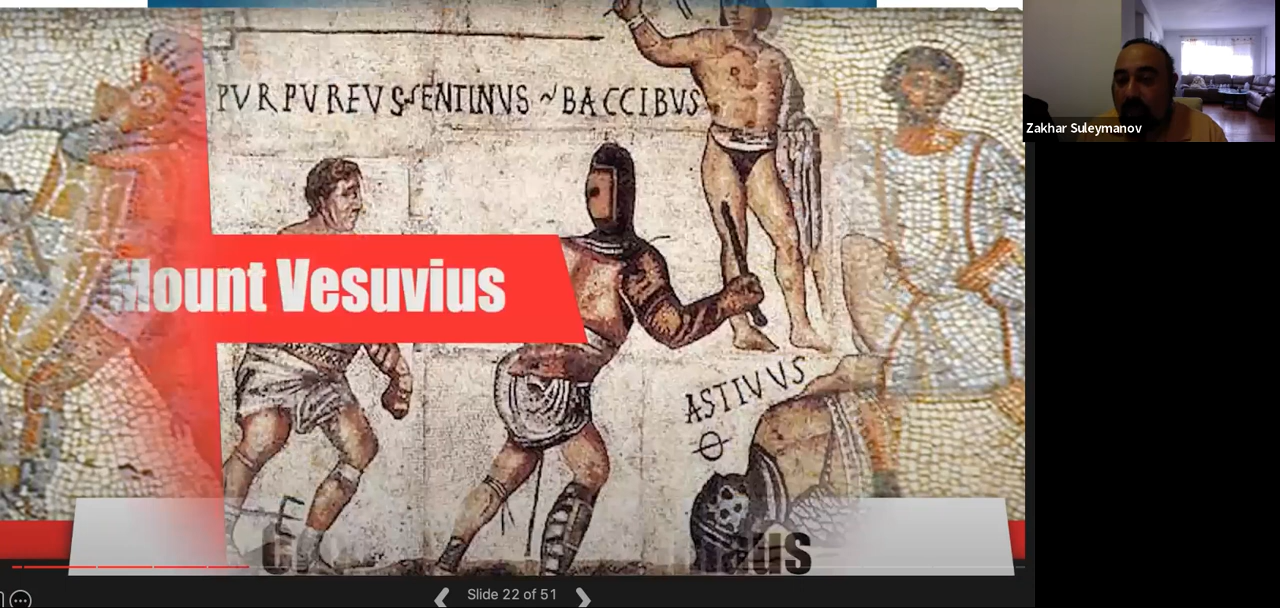 PVRPVREVS ENTINVS BACCIBVS
Zakhar Suleymanov
Mount Vesuvius
ASTIVVS
Slide 22 of 51